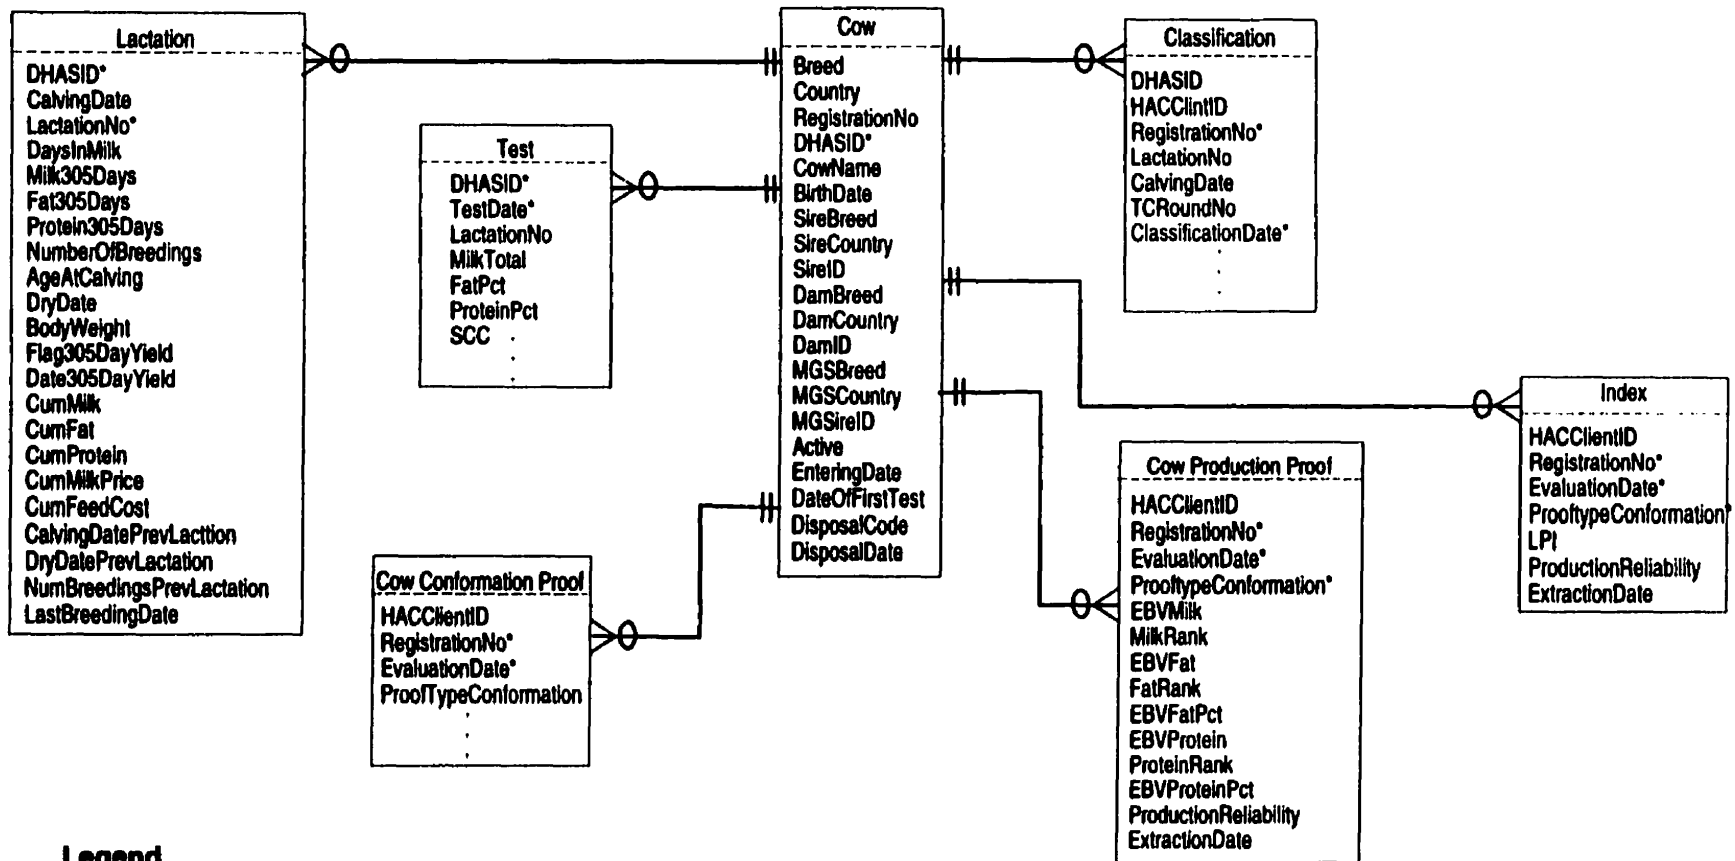 Lactation
DHASID*
CalvingDate
LactationNo*
DaysInMilk
Milk305Days
Fat305Days
Protein305Days
NumberOfBreedings
AgeAtCalving
DryDate
BodyWeight
Flag305DayYield
Date305DayYield
CumMilk
CumFat
CumProtein
CumMilkPrice
CumFeedCost
CalvingDatePrevLacttion
DryDatePrevLactation
NumBreedingsPrevLactation
LastBreedingDate
Test
DHASID*
TestDate*
LactationNo
MilkTotal
FatPct
ProteinPct
SCC
Cow Conformation Proof
HACClientID
RegistrationNo*
EvaluationDate*
ProofTypeConformation
Cow
Breed
Country
RegistrationNo
DHASID*
CowName
BirthDate
SireBreed
SireCountry
SireID
DamBreed
DamCountry
DamID
MGSBreed
MGSCountry
MGSireID
Active
EnteringDate
DateOfFirstTest
DisposalCode
DisposalDate
Classification
DHASID
HACClintID
RegistrationNo*
LactationNo
CalvingDate
TCRoundNo
ClassificationDate*
Cow Production Proof
HACClientID
RegistrationNo*
EvaluationDate*
ProoftypeConformation*
EBVMilk
MilkRank
EBVFat
FatRank
EBVFatPct
EBVProtein
ProteinRank
EBVProteinPct
ProductionReliability
ExtractionDate
Index
HACClientID
RegistrationNo*
EvaluationDate*
ProoftypeConformation*
LPI
ProductionReliability
ExtractionDate
Legend